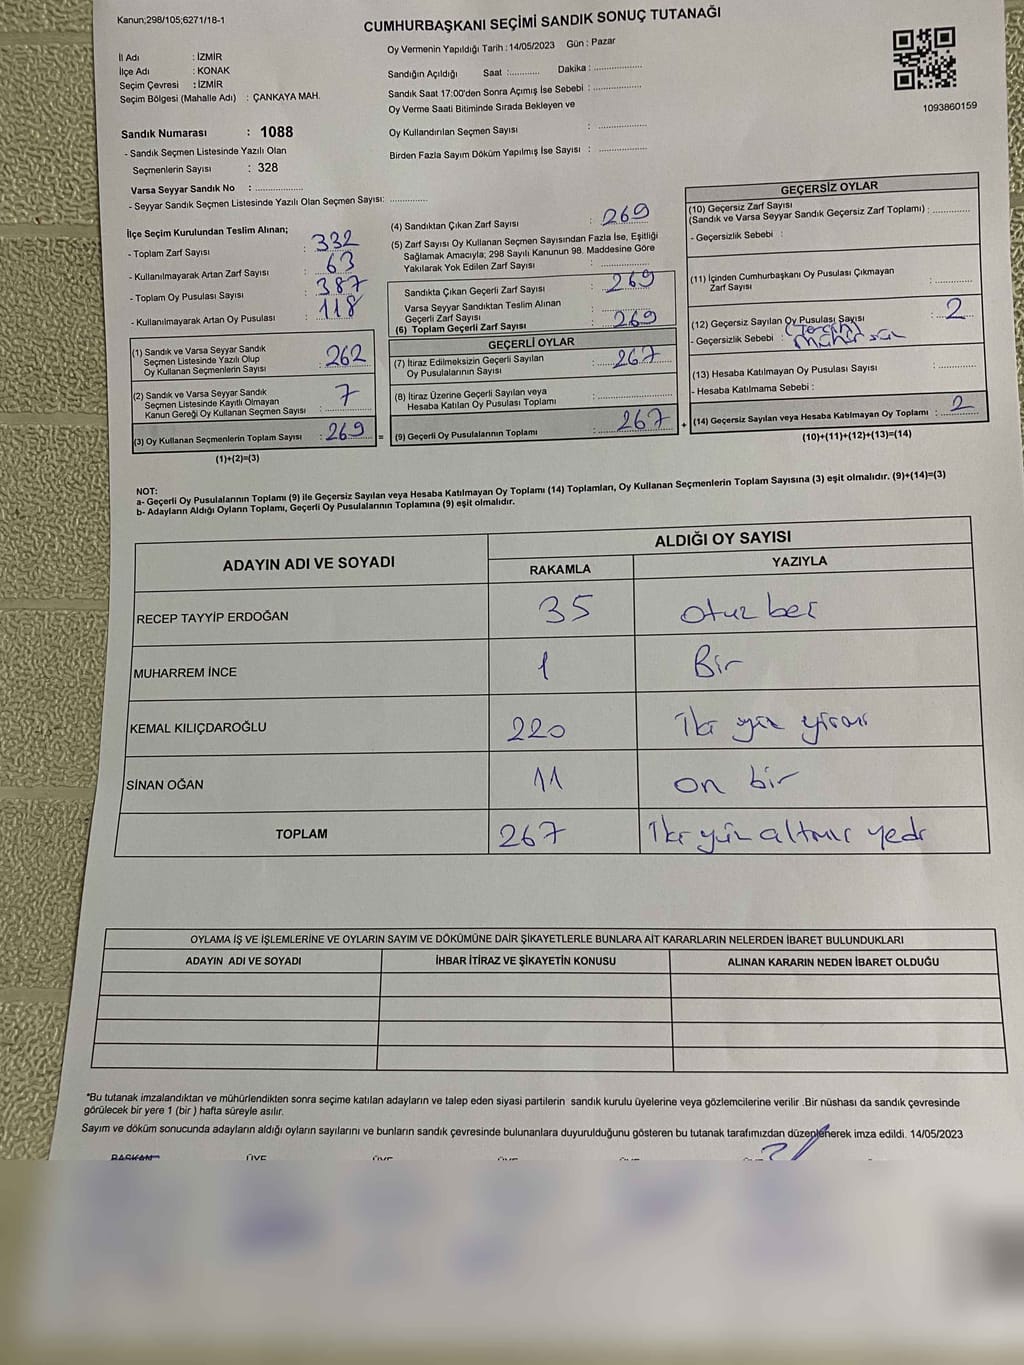 Kanun;298/105;6271/18-1
CUMHURBAŞKANI SEÇİMİ SANDIK SONUÇ TUTANAĞI
İl Adı : İZMİR
İlçe Adı : KONAK
Seçim Çevresi : İZMİR
Seçim Bölgesi (Mahalle Adı) : ÇANKAYA MAH.
Oy Vermenin Yapıldığı Tarih :14/05/2023 Gün : Pazar
Sandığın Açıldığı Saat :............ Dakika : ..................
Sandık Saat 17:00'den Sonra Açımış İse Sebebi : ..................
Oy Verme Saati Bitiminde Sırada Bekleyen ve
Oy Kullandırılan Seçmen Sayısı : ..................
Birden Fazla Sayım Döküm Yapılmış İse Sayısı : ..................
1093860159
Sandık Numarası : 1088
- Sandık Seçmen Listesinde Yazılı Olan
Seçmenlerin Sayısı : 328
Varsa Seyyar Sandık No : ..................
- Seyyar Sandık Seçmen Listesinde Yazılı Olan Seçmen Sayısı: ..............
İlçe Seçim Kurulundan Teslim Alınan;
- Toplam Zarf Sayısı : 332
- Kullanılmayarak Artan Zarf Sayısı : 63
- Toplam Oy Pusulası Sayısı : 387
- Kullanılmayarak Artan Oy Pusulası : 118
(1) Sandık ve Varsa Seyyar Sandık
Seçmen Listesinde Yazılı Olup
Oy Kullanan Seçmenlerin Sayısı : 262
(2) Sandık ve Varsa Seyyar Sandık
Seçmen Listesinde Kayıtlı Olmayan
Kanun Gereği Oy Kullanan Seçmen Sayısı : 7
(3) Oy Kullanan Seçmenlerin Toplam Sayısı : 269 =
(1)+(2)=(3)
(4) Sandıktan Çıkan Zarf Sayısı : 269
(5) Zarf Sayısı Oy Kullanan Seçmen Sayısından Fazla İse, Eşitliği
Sağlamak Amacıyla; 298 Sayılı Kanunun 98. Maddesine Göre
Yakılarak Yok Edilen Zarf Sayısı : ..................
Sandıkta Çıkan Geçerli Zarf Sayısı : 269
Varsa Seyyar Sandıktan Teslim Alınan
Geçerli Zarf Sayısı :
(6) Toplam Geçerli Zarf Sayısı : 269
GEÇERLİ OYLAR
(7) İtiraz Edilmeksizin Geçerli Sayılan
Oy Pusulalarının Sayısı : 267
(8) İtiraz Üzerine Geçerli Sayılan veya
Hesaba Katılan Oy Pusulası Toplamı : ..................
(9) Geçerli Oy Pusulalarının Toplamı : 267 +
GEÇERSİZ OYLAR
(10) Geçersiz Zarf Sayısı
(Sandık ve Varsa Seyyar Sandık Geçersiz Zarf Toplamı) : ............
- Geçersizlik Sebebi :
(11) İçinden Cumhurbaşkanı Oy Pusulası Çıkmayan
Zarf Sayısı : ............
(12) Geçersiz Sayılan Oy Pusulası Sayısı : 2
- Geçersizlik Sebebi :
(13) Hesaba Katılmayan Oy Pusulası Sayısı : ............
- Hesaba Katılmama Sebebi :
(14) Geçersiz Sayılan veya Hesaba Katılmayan Oy Toplamı : 2
(10)+(11)+(12)+(13)=(14)
NOT:
a- Geçerli Oy Pusulalarının Toplamı (9) ile Geçersiz Sayılan veya Hesaba Katılmayan Oy Toplamı (14) Toplamları, Oy Kullanan Seçmenlerin Toplam Sayısına (3) eşit olmalıdır. (9)+(14)=(3)
b- Adayların Aldığı Oyların Toplamı, Geçerli Oy Pusulalarının Toplamına (9) eşit olmalıdır.
ADAYIN ADI VE SOYADI ALDIĞI OY SAYISI
RAKAMLA YAZIYLA
RECEP TAYYİP ERDOĞAN 35 otuz beş
MUHARREM İNCE 1 Bir
KEMAL KILIÇDAROĞLU 220 iki yüz yirmi
SİNAN OĞAN 11 on bir
TOPLAM 267 iki yüz altmış yedi
OYLAMA İŞ VE İŞLEMLERİNE VE OYLARIN SAYIM VE DÖKÜMÜNE DAİR ŞİKAYETLERLE BUNLARA AİT KARARLARIN NELERDEN İBARET BULUNDUKLARI
ADAYIN ADI VE SOYADI İHBAR İTİRAZ VE ŞİKAYETİN KONUSU ALINAN KARARIN NEDEN İBARET OLDUĞU
*Bu tutanak imzalandıktan ve mühürlendikten sonra seçime katılan adayların ve talep eden siyasi partilerin sandık kurulu üyelerine veya gözlemcilerine verilir .Bir nüshası da sandık çevresinde
görülecek bir yere 1 (bir ) hafta süreyle asılır.
Sayım ve döküm sonucunda adayların aldığı oyların sayılarını ve bunların sandık çevresinde bulunanlara duyurulduğunu gösteren bu tutanak tarafımızdan düzenlenerek imza edildi. 14/05/2023
BAŞKAN ÜYE